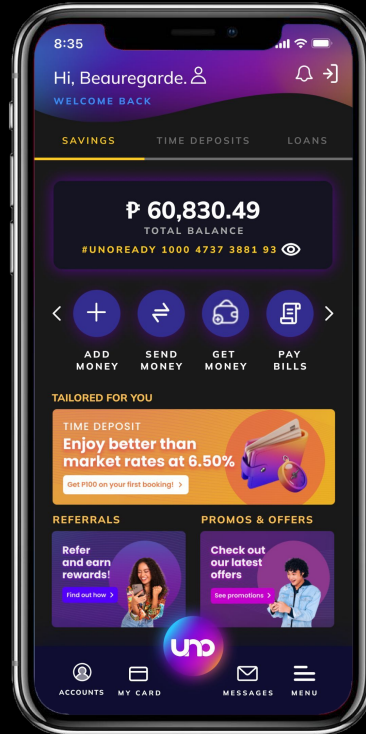 8:35
Hi, Beauregarde.
WELCOME BACK
SAVINGS TIME DEPOSITS LOANS
₱ 60,830.49
TOTAL BALANCE
#UNOREADY 1000 4737 3881 93
ADD MONEY
SEND MONEY
GET MONEY
PAY BILLS
TAILORED FOR YOU
TIME DEPOSIT
Enjoy better than
market rates at 6.50%
Get P100 on your first booking! >
REFERRALS
PROMOS & OFFERS
Refer
and earn
rewards!
Find out how >
Check out
our latest
offers
See promotions >
uno
ACCOUNTS
MY CARD
MESSAGES
MENU